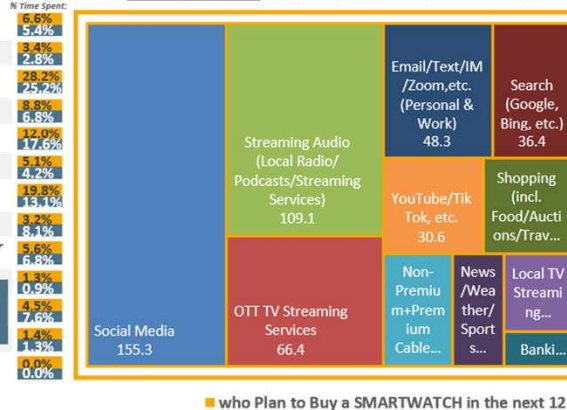 % Time Spent:
6.6%
5.4%
3.4%
2.8%
28.2%
25.2%
8.8%
6.8%
12.0%
17.6%
5.1%
4.2%
19.8%
13.1%
3.2%
8.1%
5.6%
6.8%
1.3%
0.9%
4.5%
7.6%
1.4%
1.3%
0.0%
0.0%
Social Media
155.3
Streaming Audio
(Local Radio/
Podcasts/Streaming
Services)
109.1
OTT TV Streaming
Services
66.4
Email/Text/IM
/Zoom,etc.
(Personal &
Work)
48.3
Search
(Google,
Bing, etc.)
36.4
YouTube/Tik
Tok, etc.
30.6
Shopping
(incl.
Food/Aucti
ons/Trav...
Non-
Premiu
m+Prem
ium
Cable...
News
/Wea
ther/
Sport
s...
Local TV
Streami
ng...
Banki...
who Plan to Buy a SMARTWATCH in the next 12